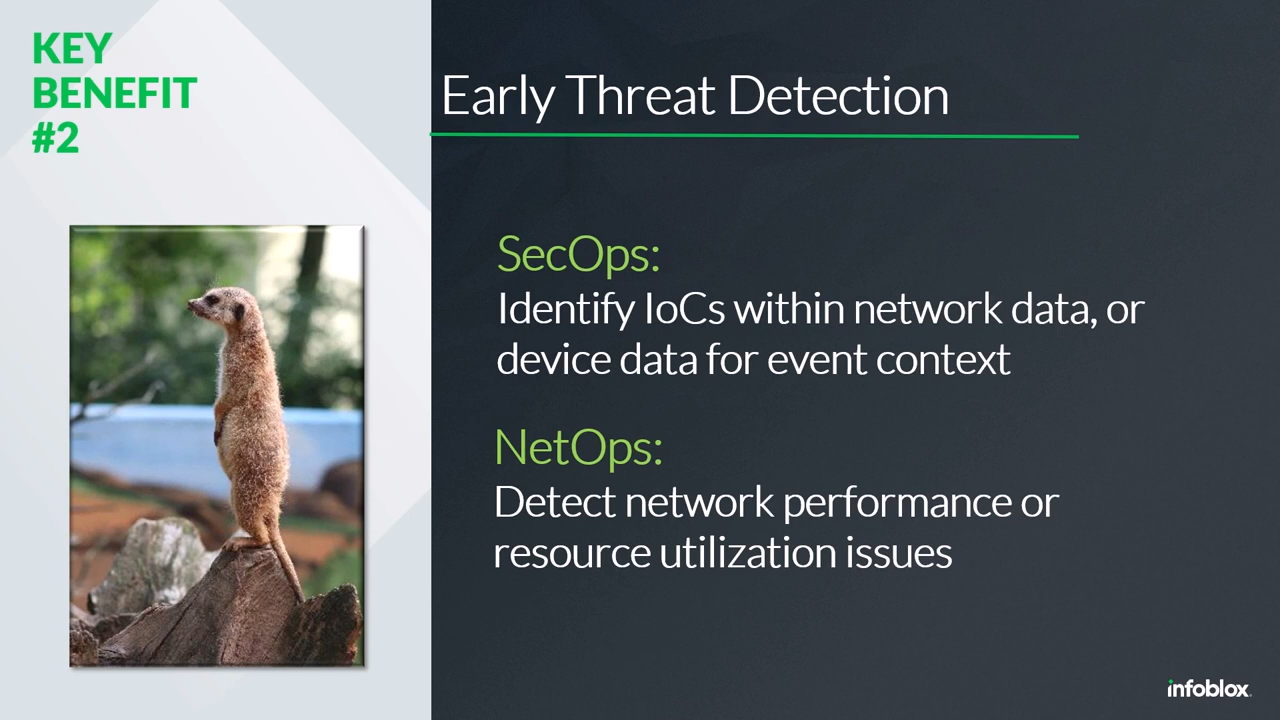 KEY
BENEFIT
#2
Early Threat Detection
SecOps:
Identify IoCs within network data, or
device data for event context
NetOps:
Detect network performance or
resource utilization issues
infoblox.